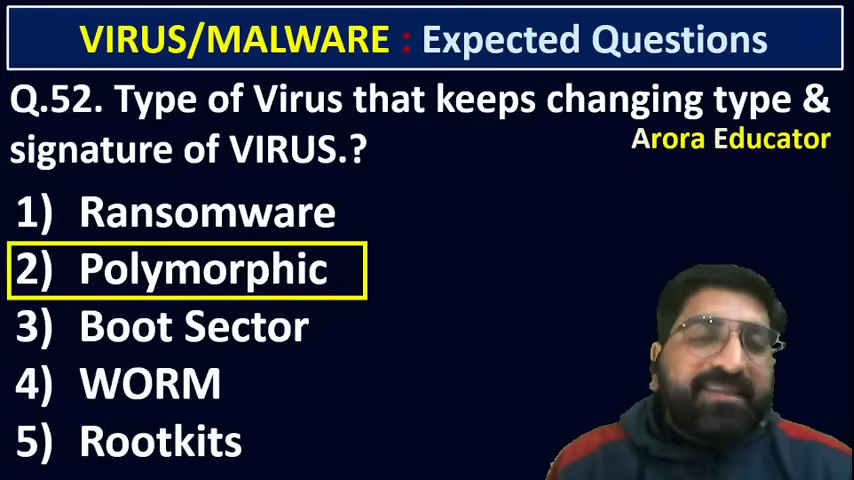 VIRUS/MALWARE : Expected Questions
Q.52. Type of Virus that keeps changing type &
signature of VIRUS.?
Arora Educator
1) Ransomware
2) Polymorphic
3) Boot Sector
4) WORM
5) Rootkits